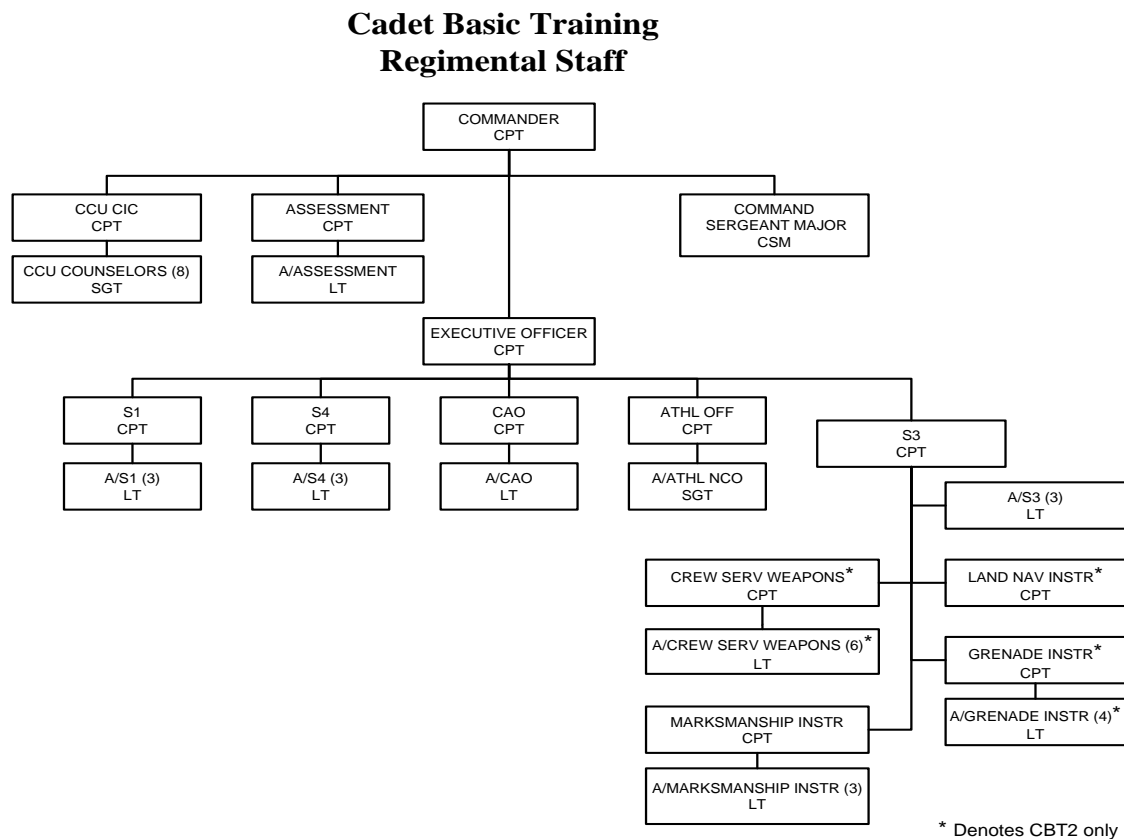 Cadet Basic Training
Regimental Staff
COMMANDER
CPT
CCU CIC
CPT
ASSESSMENT
CPT
COMMAND
SERGEANT MAJOR
CSM
CCU COUNSELORS (8)
SGT
A/ASSESSMENT
LT
EXECUTIVE OFFICER
CPT
S1
CPT
S4
CPT
CAO
CPT
ATHL OFF
CPT
S3
CPT
A/S1 (3)
LT
A/S4 (3)
LT
A/CAO
LT
A/ATHL NCO
SGT
A/S3 (3)
LT
CREW SERV WEAPONS*
CPT
LAND NAV INSTR*
CPT
A/CREW SERV WEAPONS (6)*
LT
GRENADE INSTR*
CPT
A/GRENADE INSTR (4)*
LT
MARKSMANSHIP INSTR
CPT
A/MARKSMANSHIP INSTR (3)
LT
* Denotes CBT2 only